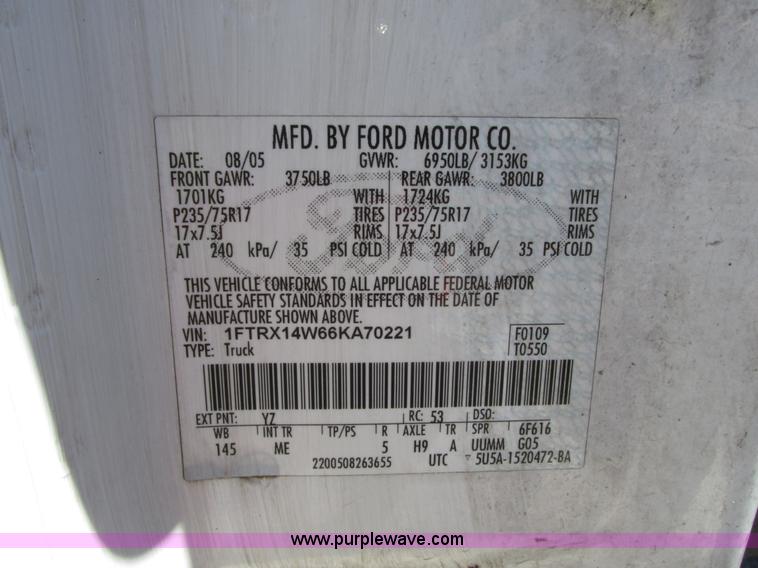 MFD. BY FORD MOTOR CO.
DATE: 08/05 GVWR: 6950LB/ 3153KG
FRONT GAWR: 3750LB REAR GAWR: 3800LB
1701KG WITH 1724KG WITH
P235/75R17 TIRES P235/75R17 TIRES
17x7.5J RIMS 17x7.5J RIMS
AT 240 kPa/ 35 PSI COLD AT 240 kPa/ 35 PSI COLD
THIS VEHICLE CONFORMS TO ALL APPLICABLE FEDERAL MOTOR
VEHICLE SAFETY STANDARDS IN EFFECT ON THE DATE OF
MANUFACTURE SHOWN ABOVE.
VIN: 1FTRX14W66KA70221 F0109
TYPE: Truck T0550
EXT PNT: YZ RC: 53 DSO:
WB INT TR TP/PS R AXLE TR SPR 6F616
145 ME 5 H9 A UUMM G05
2200508263655 UTC 5U5A-1520472-BA
www.purplewave.com